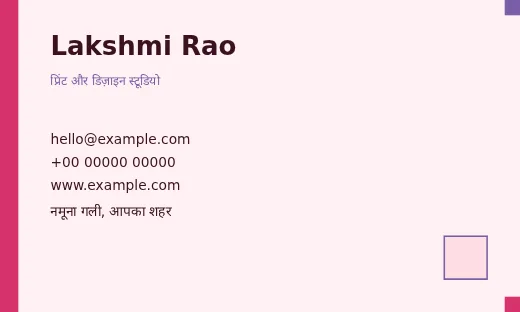 Lakshmi Rao
प्रिंट और डिज़ाइन स्टूडियो
hello@example.com
+00 00000 00000
www.example.com
नमूना गली, आपका शहर